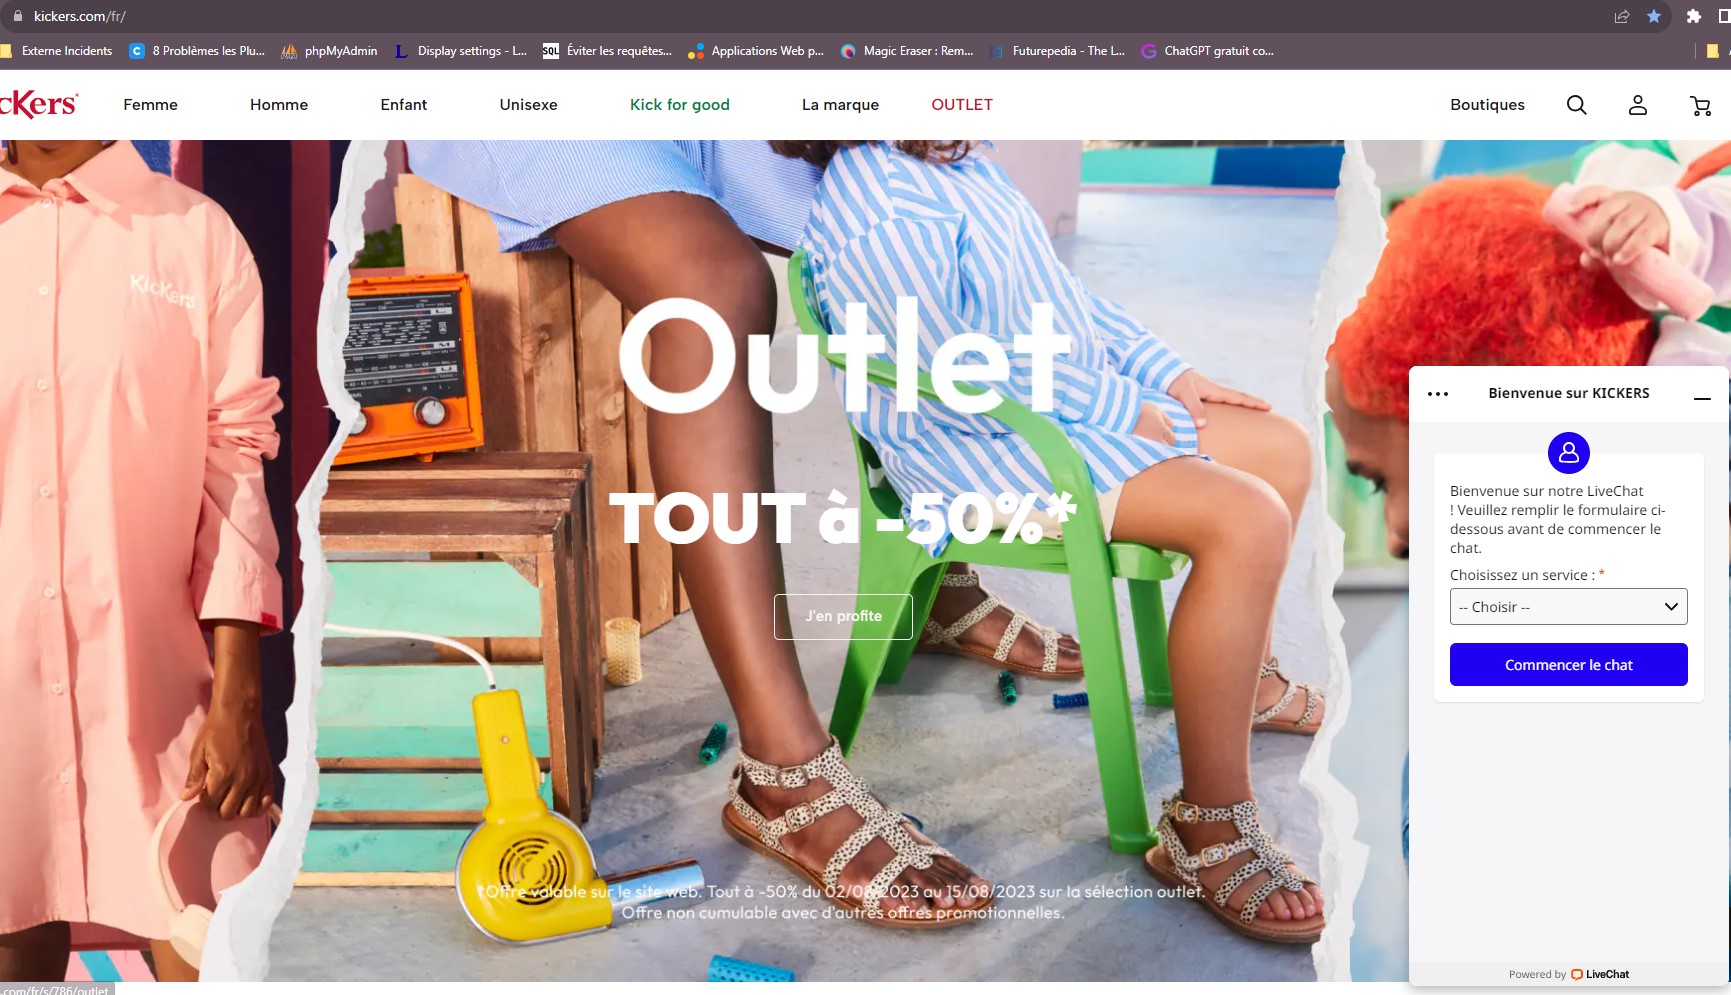 kickers.com/fr/
Externe Incidents
8 Problèmes les Plu...
phpMyAdmin
Display settings - L...
SQL
Éviter les requêtes...
Applications Web p...
Magic Eraser : Rem...
Futurepedia - The L...
ChatGPT gratuit co...
cKers
Femme
Homme
Enfant
Unisexe
Kick for good
La marque
OUTLET
Boutiques
Kickers
Outlet
TOUT à -50%*
J'en profite
*Offre valable sur le site web. Tout à -50% du 02/08/2023 au 15/08/2023 sur la sélection outlet.
Offre non cumulable avec d'autres offres promotionnelles.
Bienvenue sur KICKERS
Bienvenue sur notre LiveChat
! Veuillez remplir le formulaire ci-
dessous avant de commencer le
chat.
Choisissez un service : *
-- Choisir --
Commencer le chat
Powered by LiveChat
.com/fr/s/786/outlet